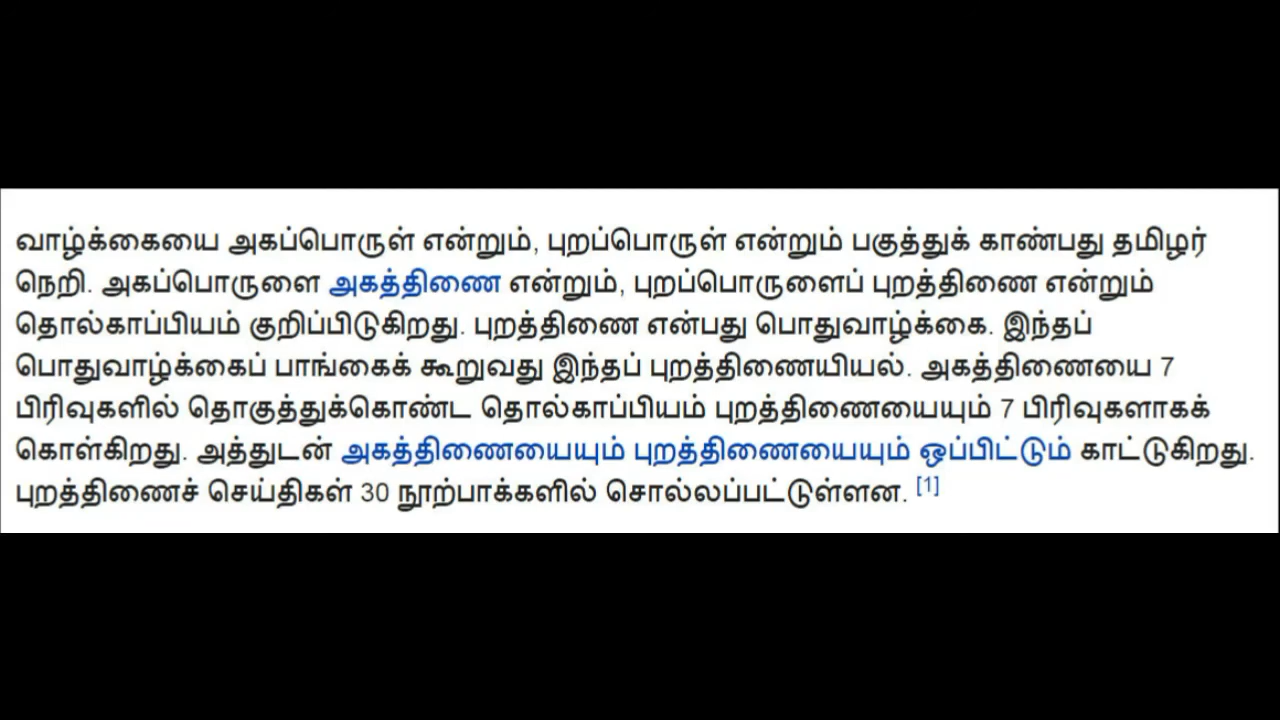 வாழ்க்கையை அகப்பொருள் என்றும், புறப்பொருள் என்றும் பகுத்துக் காண்பது தமிழர்
நெறி. அகப்பொருளை அகத்திணை என்றும், புறப்பொருளைப் புறத்திணை என்றும்
தொல்காப்பியம் குறிப்பிடுகிறது. புறத்திணை என்பது பொதுவாழ்க்கை. இந்தப்
பொதுவாழ்க்கைப் பாங்கைக் கூறுவது இந்தப் புறத்திணையியல். அகத்திணையை 7
பிரிவுகளில் தொகுத்துக்கொண்ட தொல்காப்பியம் புறத்திணையையும் 7 பிரிவுகளாகக்
கொள்கிறது. அத்துடன் அகத்திணையையும் புறத்திணையையும் ஒப்பிட்டும் காட்டுகிறது.
புறத்திணைச் செய்திகள் 30 நூற்பாக்களில் சொல்லப்பட்டுள்ளன. [1]